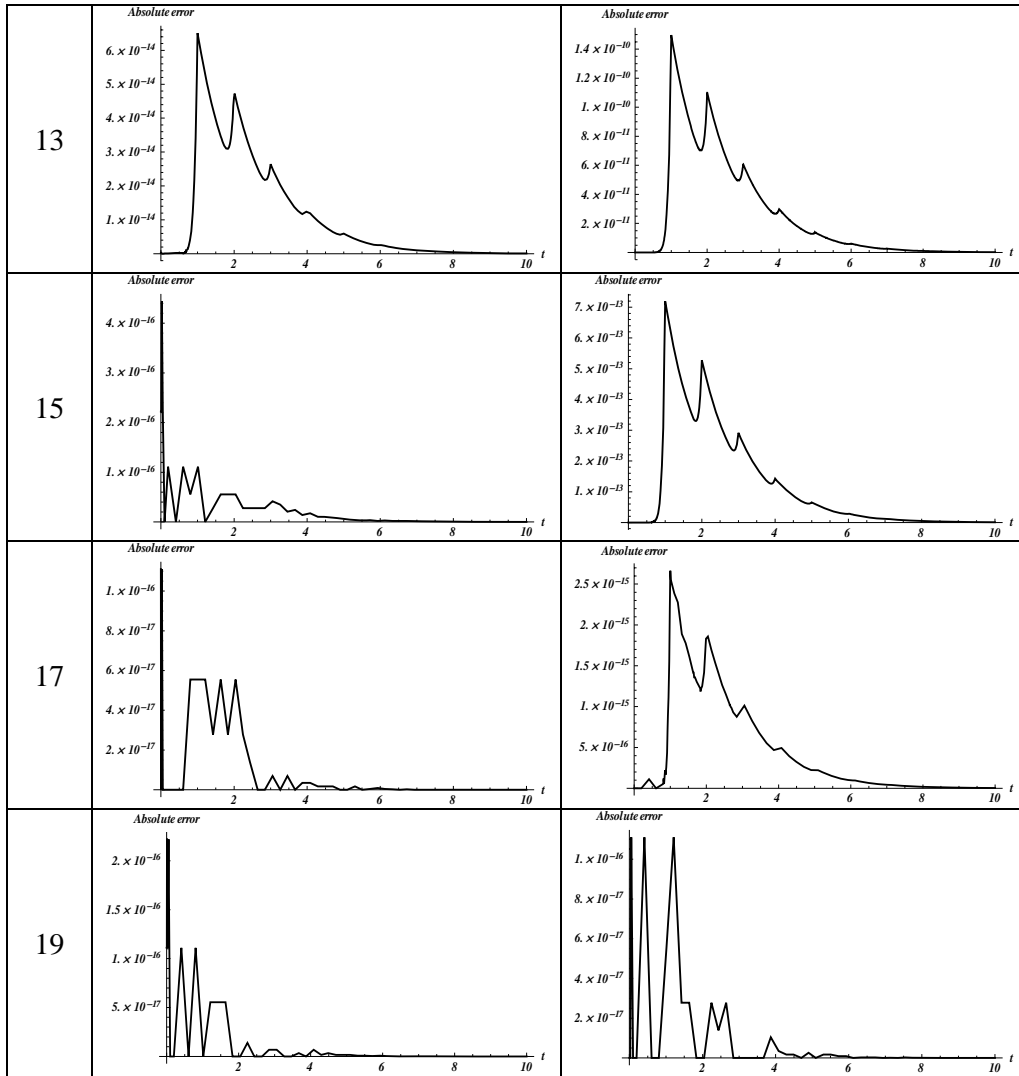 Absolute error
Absolute error
13
6. × 10⁻¹⁴
5. × 10⁻¹⁴
4. × 10⁻¹⁴
3. × 10⁻¹⁴
2. × 10⁻¹⁴
1. × 10⁻¹⁴
2 4 6 8 10 t
1.4 × 10⁻¹⁰
1.2 × 10⁻¹⁰
1. × 10⁻¹⁰
8. × 10⁻¹¹
6. × 10⁻¹¹
4. × 10⁻¹¹
2. × 10⁻¹¹
2 4 6 8 10 t
Absolute error
Absolute error
15
4. × 10⁻¹⁶
3. × 10⁻¹⁶
2. × 10⁻¹⁶
1. × 10⁻¹⁶
2 4 6 8 10 t
7. × 10⁻¹³
6. × 10⁻¹³
5. × 10⁻¹³
4. × 10⁻¹³
3. × 10⁻¹³
2. × 10⁻¹³
1. × 10⁻¹³
2 4 6 8 10 t
Absolute error
Absolute error
17
1. × 10⁻¹⁶
8. × 10⁻¹⁷
6. × 10⁻¹⁷
4. × 10⁻¹⁷
2. × 10⁻¹⁷
2 4 6 8 10 t
2.5 × 10⁻¹⁵
2. × 10⁻¹⁵
1.5 × 10⁻¹⁵
1. × 10⁻¹⁵
5. × 10⁻¹⁶
2 4 6 8 10 t
Absolute error
Absolute error
19
2. × 10⁻¹⁶
1.5 × 10⁻¹⁶
1. × 10⁻¹⁶
5. × 10⁻¹⁷
2 4 6 8 10 t
1. × 10⁻¹⁶
8. × 10⁻¹⁷
6. × 10⁻¹⁷
4. × 10⁻¹⁷
2. × 10⁻¹⁷
2 4 6 8 10 t